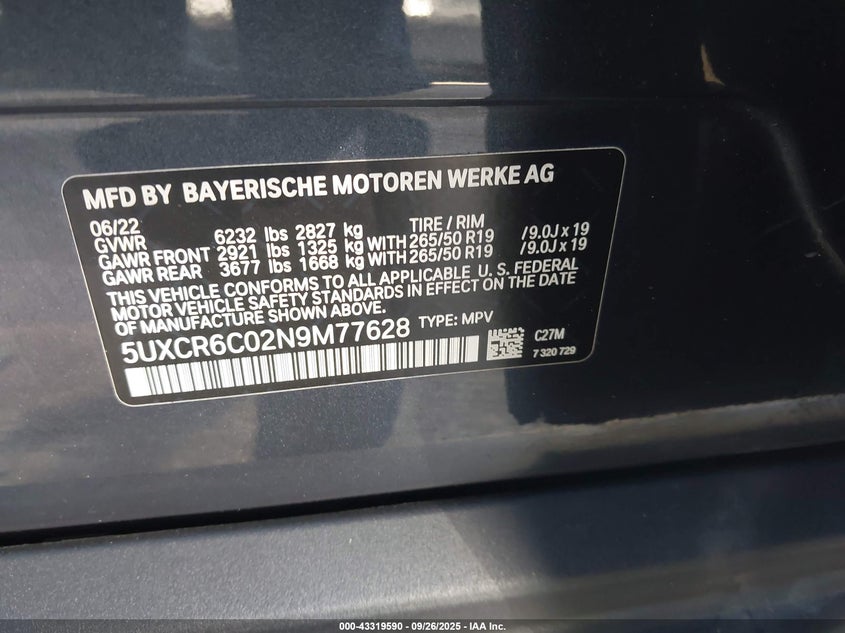 MFD BY BAYERISCHE MOTOREN WERKE AG
06/22 TIRE / RIM
GVWR 6232 lbs 2827 kg
GAWR FRONT 2921 lbs 1325 kg WITH 265/50 R19 /9.0J x 19
GAWR REAR 3677 lbs 1668 kg WITH 265/50 R19 /9.0J x 19
THIS VEHICLE CONFORMS TO ALL APPLICABLE U. S. FEDERAL
MOTOR VEHICLE SAFETY STANDARDS IN EFFECT ON THE DATE
OF MANUFACTURE SHOWN ABOVE.
5UXCR6C02N9M77628 TYPE: MPV
C27M
7 320 729
000-43319590 - 09/26/2025 - IAA Inc.